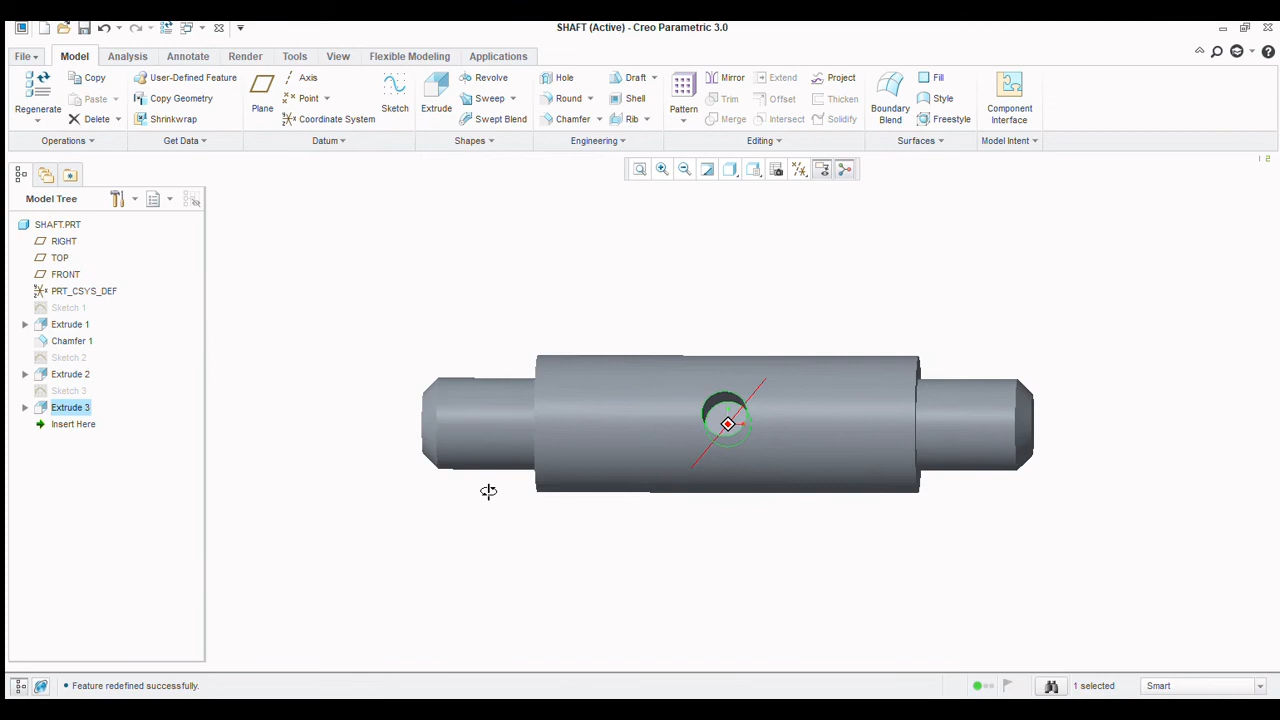 SHAFT (Active) - Creo Parametric 3.0
File Model Analysis Annotate Render Tools View Flexible Modeling Applications
Regenerate
Copy
Paste
Delete
Operations
User-Defined Feature
Copy Geometry
Shrinkwrap
Get Data
Plane
Axis
Point
Coordinate System
Sketch
Datum
Extrude
Revolve
Sweep
Swept Blend
Shapes
Hole
Round
Chamfer
Draft
Shell
Rib
Engineering
Pattern
Mirror
Trim
Merge
Extend
Offset
Intersect
Project
Thicken
Solidify
Editing
Boundary
Blend
Fill
Style
Freestyle
Surfaces
Component
Interface
Model Intent
Model Tree
SHAFT.PRT
RIGHT
TOP
FRONT
PRT_CSYS_DEF
Sketch 1
Extrude 1
Chamfer 1
Sketch 2
Extrude 2
Sketch 3
Extrude 3
Insert Here
• Feature redefined successfully.
1 selected
Smart